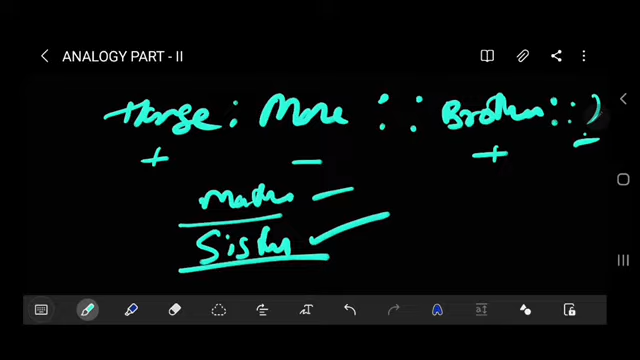 ANALOGY PART - II
Horse : Mare :: Brother : ?
+ - +
Mother -
Sister ✓